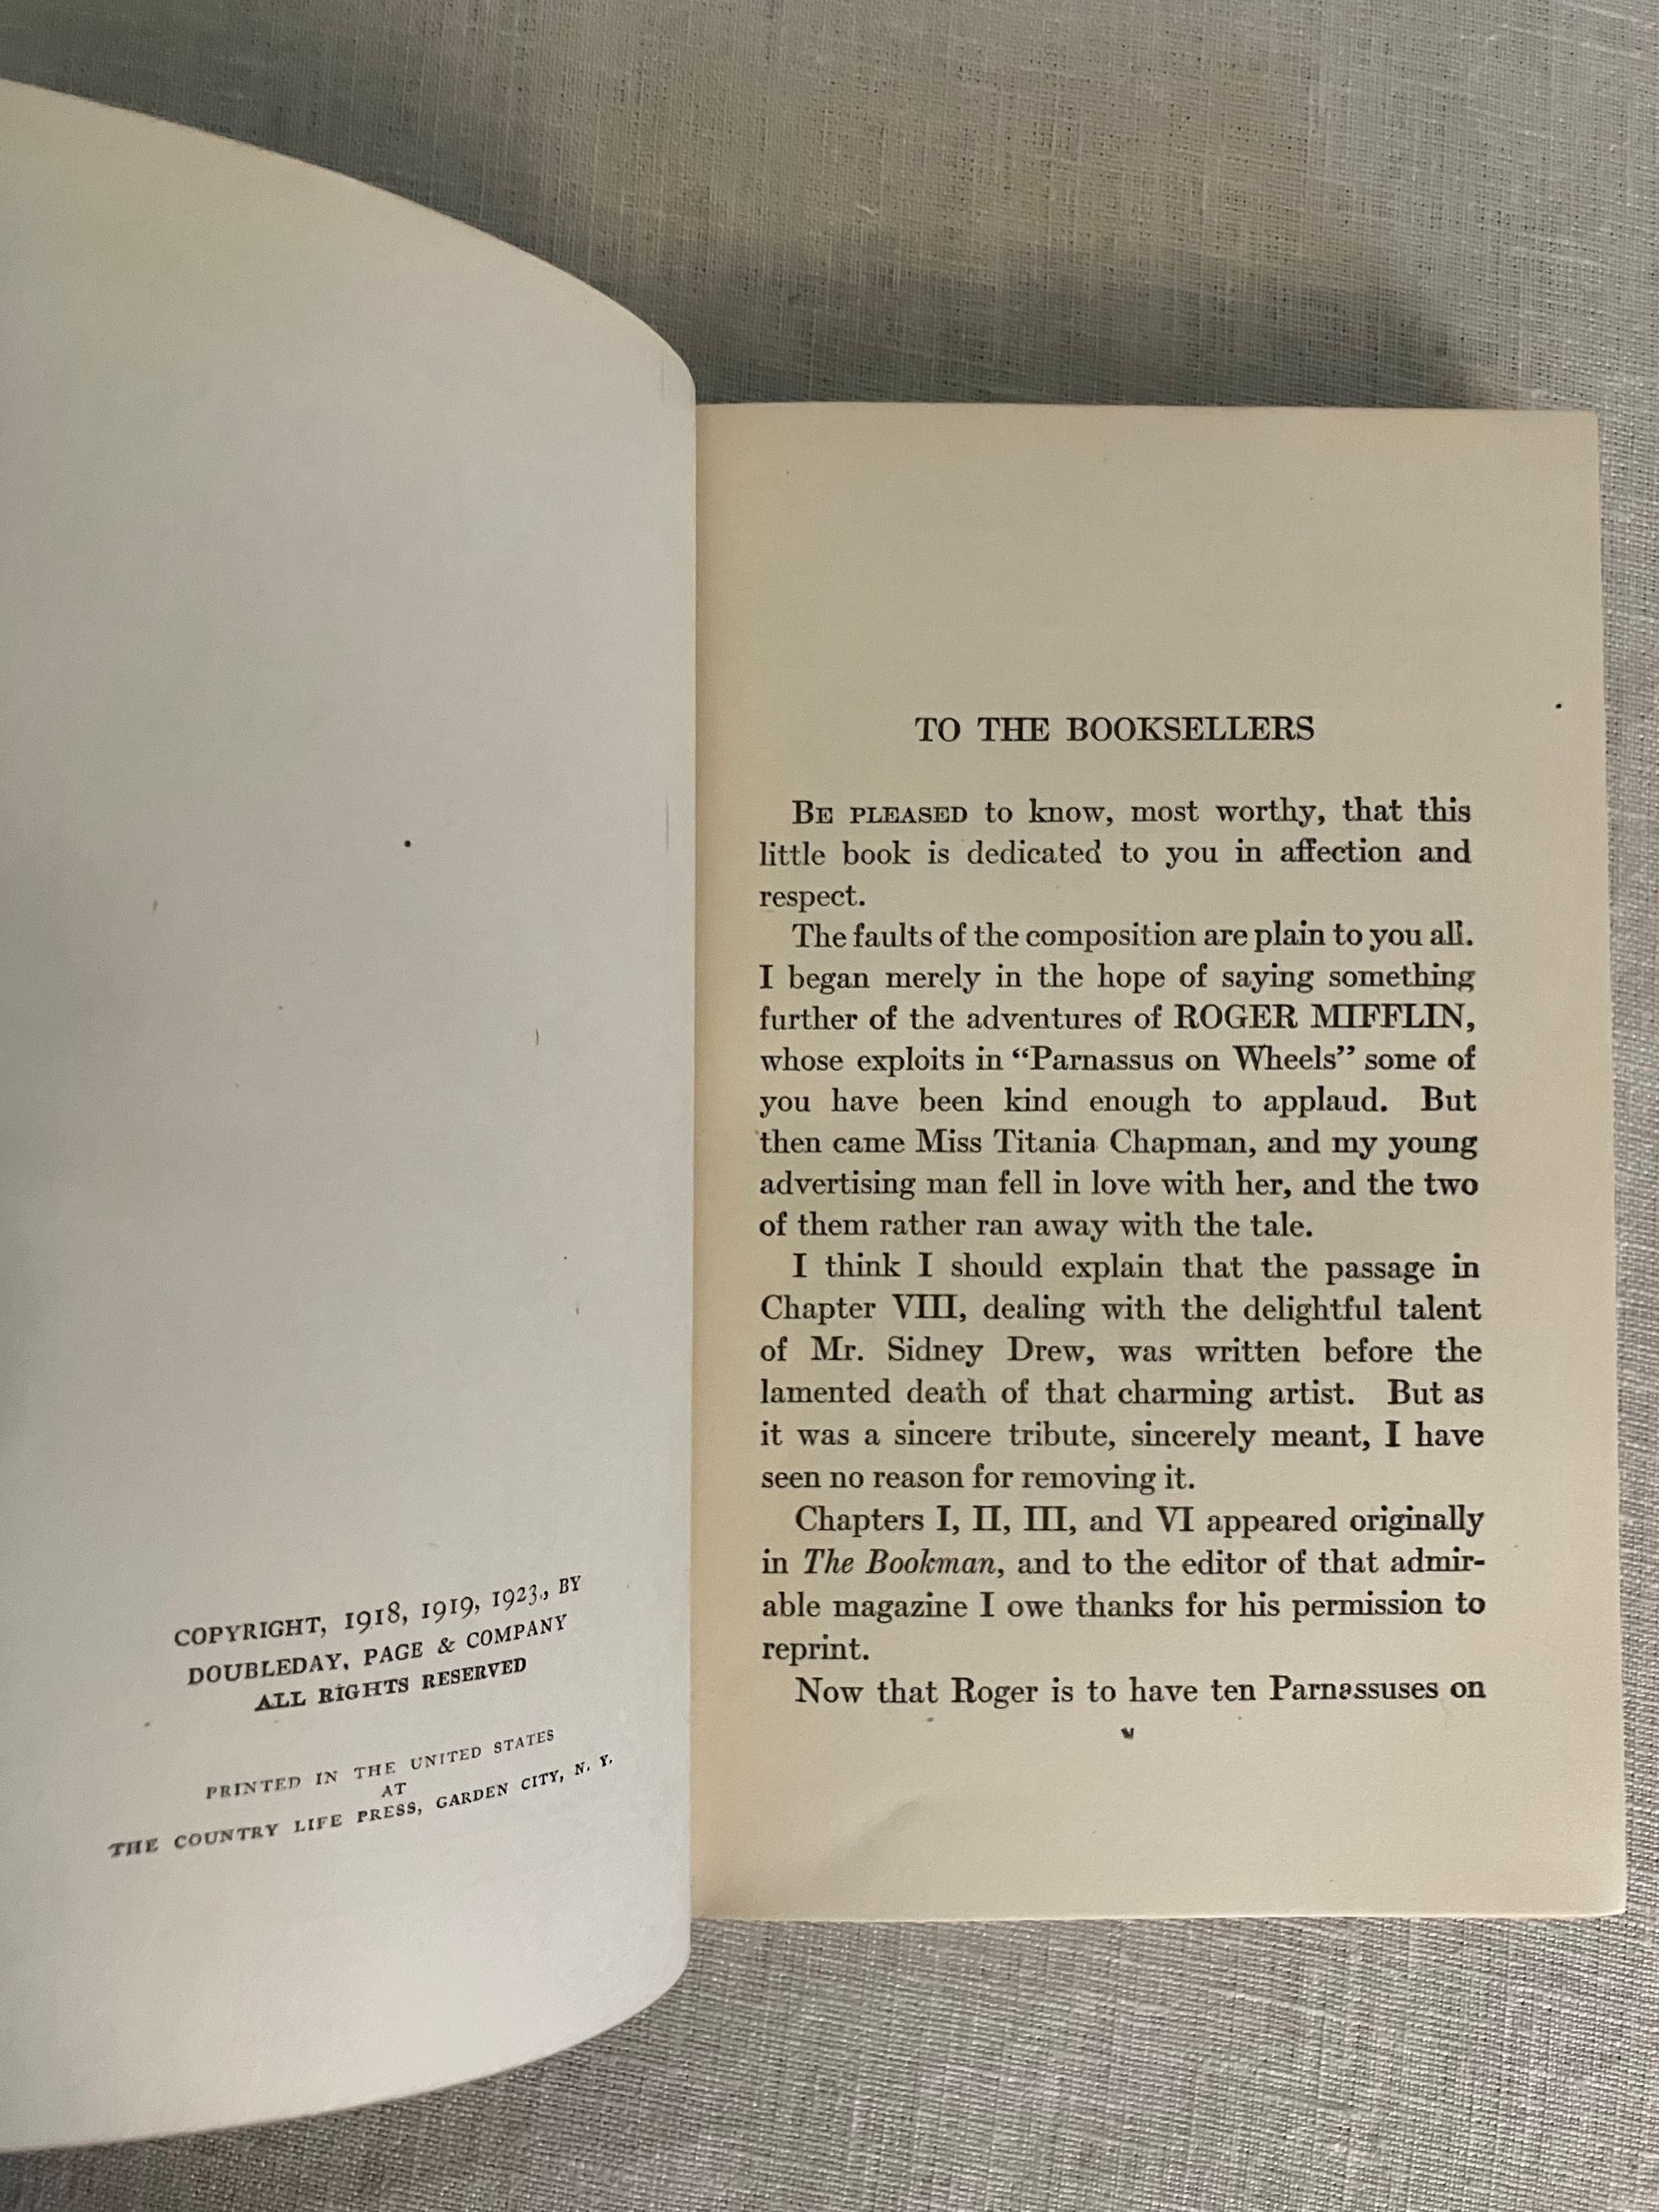 COPYRIGHT, 1918, 1919, 1923, BY
DOUBLEDAY, PAGE & COMPANY
ALL RIGHTS RESERVED
PRINTED IN THE UNITED STATES
AT
THE COUNTRY LIFE PRESS, GARDEN CITY, N. Y.
TO THE BOOKSELLERS
BE PLEASED to know, most worthy, that this
little book is dedicated to you in affection and
respect.
The faults of the composition are plain to you all.
I began merely in the hope of saying something
further of the adventures of ROGER MIFFLIN,
whose exploits in “Parnassus on Wheels” some of
you have been kind enough to applaud. But
then came Miss Titania Chapman, and my young
advertising man fell in love with her, and the two
of them rather ran away with the tale.
I think I should explain that the passage in
Chapter VIII, dealing with the delightful talent
of Mr. Sidney Drew, was written before the
lamented death of that charming artist. But as
it was a sincere tribute, sincerely meant, I have
seen no reason for removing it.
Chapters I, II, III, and VI appeared originally
in The Bookman, and to the editor of that admir-
able magazine I owe thanks for his permission to
reprint.
Now that Roger is to have ten Parnassuses on
v